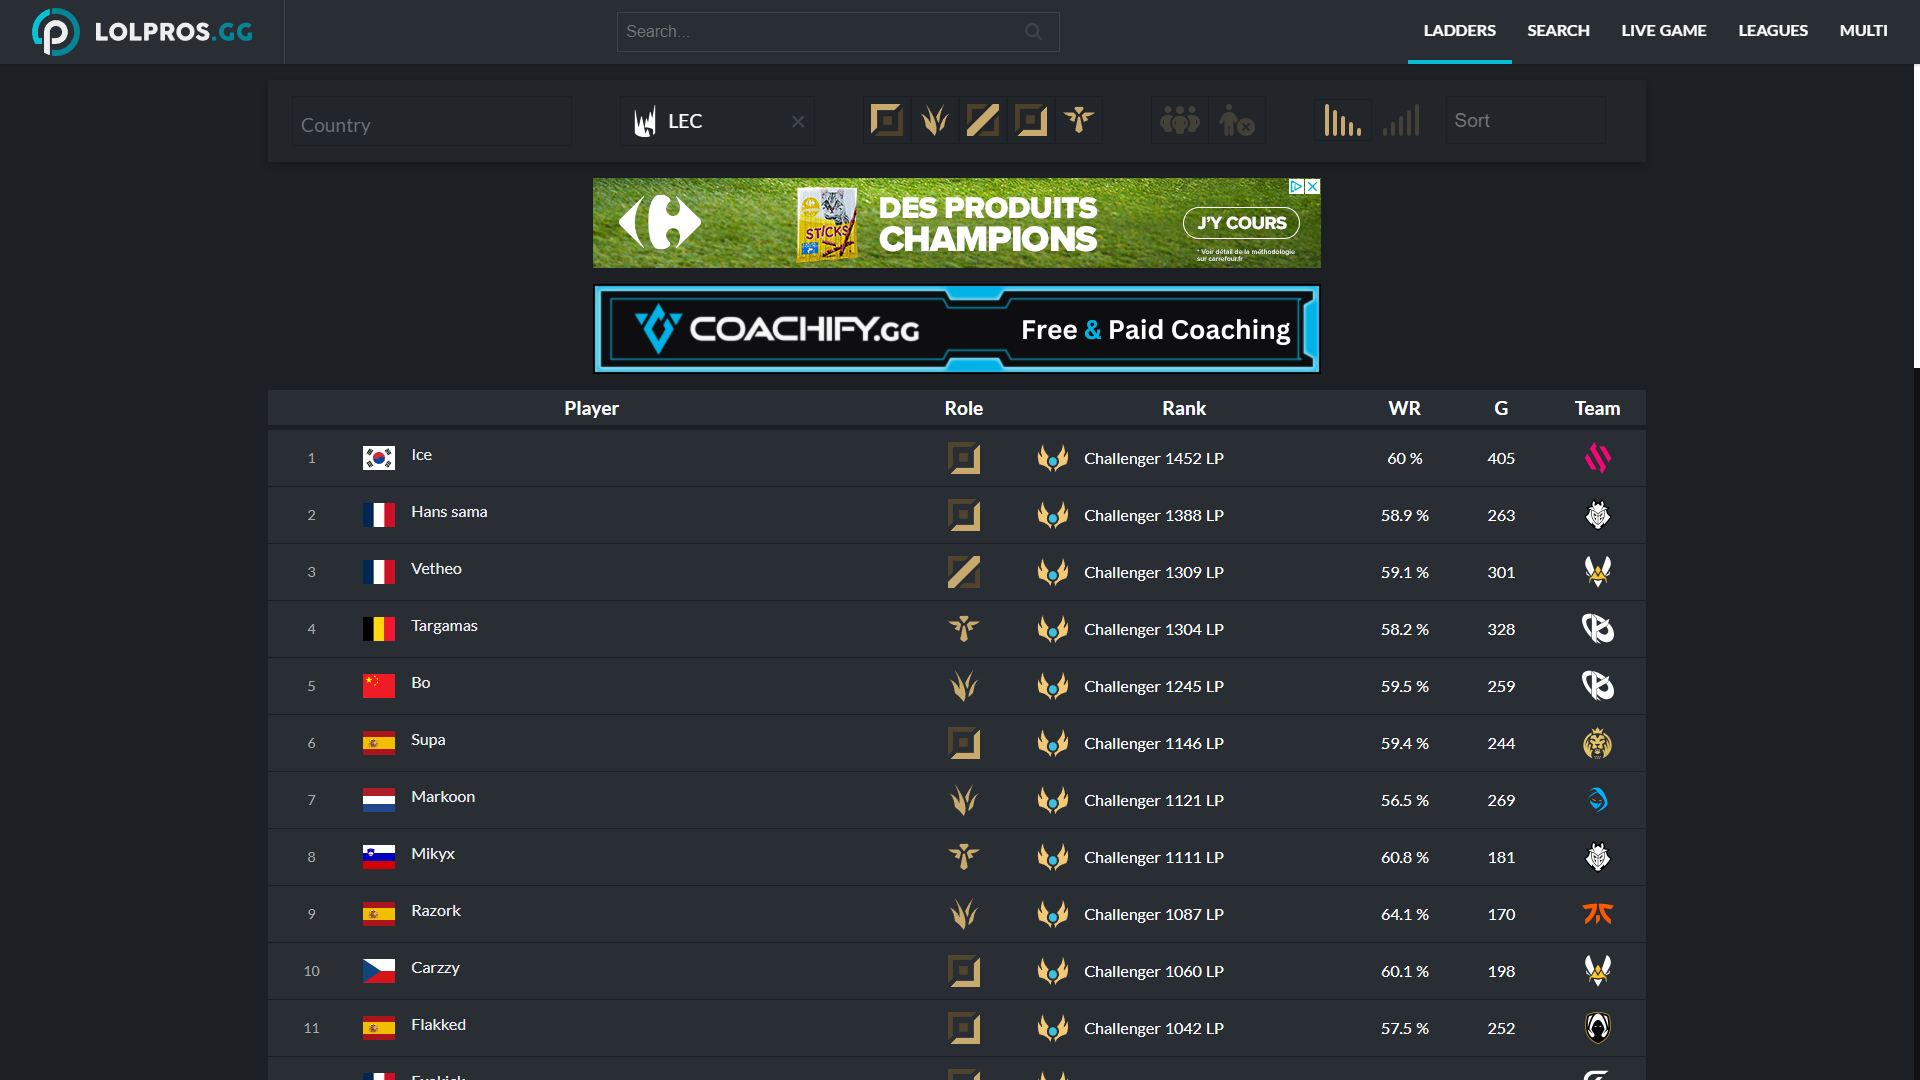 LOLPROS.GG
Search...
LADDERS SEARCH LIVE GAME LEAGUES MULTI
Country
LEC
Sort
DES PRODUITS
CHAMPIONS
STICKS
J'Y COURS
* Voir détail de la méthodologie
sur carrefour.fr
COACHIFY.GG Free & Paid Coaching
Player Role Rank WR G Team
1 Ice Challenger 1452 LP 60 % 405
2 Hans sama Challenger 1388 LP 58.9 % 263
3 Vetheo Challenger 1309 LP 59.1 % 301
4 Targamas Challenger 1304 LP 58.2 % 328
5 Bo Challenger 1245 LP 59.5 % 259
6 Supa Challenger 1146 LP 59.4 % 244
7 Markoon Challenger 1121 LP 56.5 % 269
8 Mikyx Challenger 1111 LP 60.8 % 181
9 Razork Challenger 1087 LP 64.1 % 170
10 Carzzy Challenger 1060 LP 60.1 % 198
11 Flakked Challenger 1042 LP 57.5 % 252